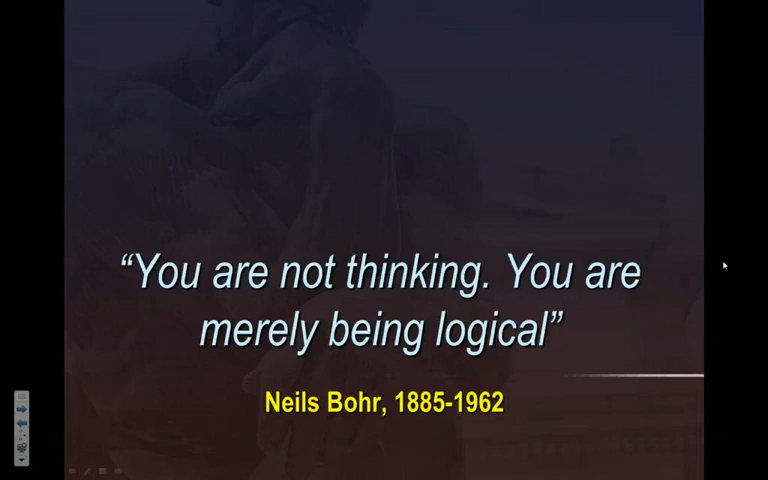 “You are not thinking. You are
merely being logical”
Neils Bohr, 1885-1962